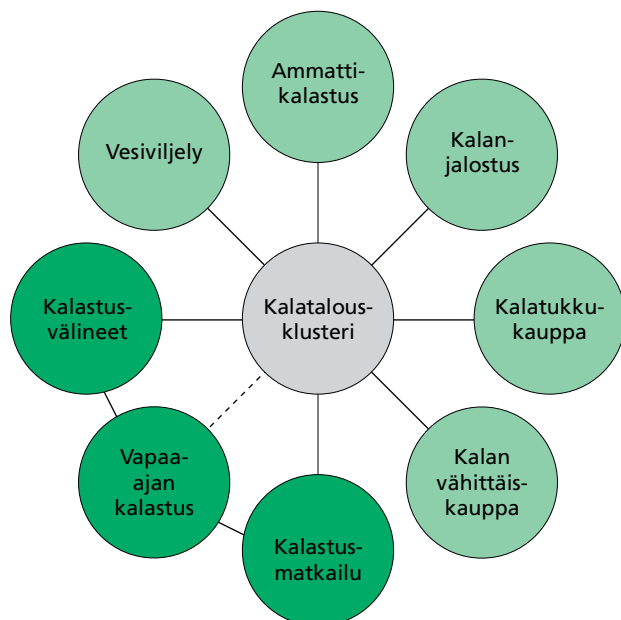 Ammatti-
kalastus
Vesiviljely
Kalan-
jalostus
Kalastus-
välineet
Kalatalous-
klusteri
Kalatukku-
kauppa
Vapaa-
ajan
kalastus
Kalan
vähittäis-
kauppa
Kalastus-
matkailu